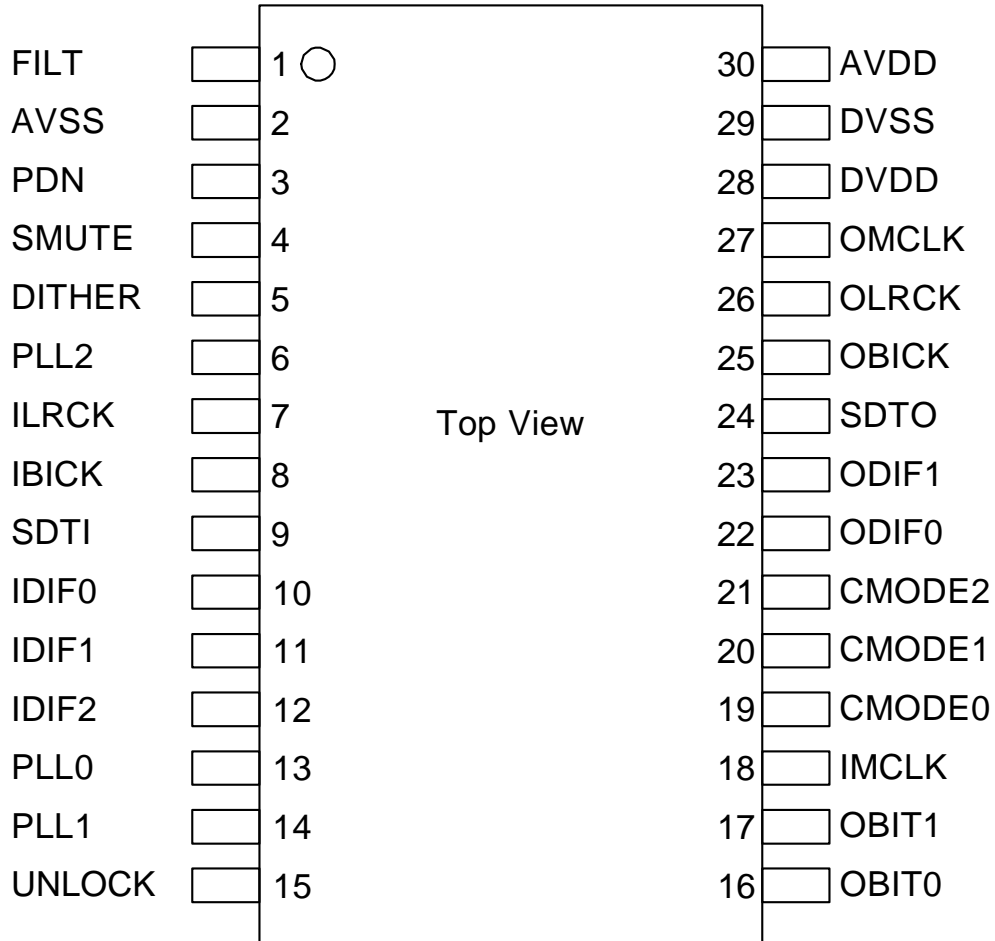 FILT 1 30 AVDD
AVSS 2 29 DVSS
PDN 3 28 DVDD
SMUTE 4 27 OMCLK
DITHER 5 26 OLRCK
PLL2 6 25 OBICK
ILRCK 7 Top View 24 SDTO
IBICK 8 23 ODIF1
SDTI 9 22 ODIF0
IDIF0 10 21 CMODE2
IDIF1 11 20 CMODE1
IDIF2 12 19 CMODE0
PLL0 13 18 IMCLK
PLL1 14 17 OBIT1
UNLOCK 15 16 OBIT0